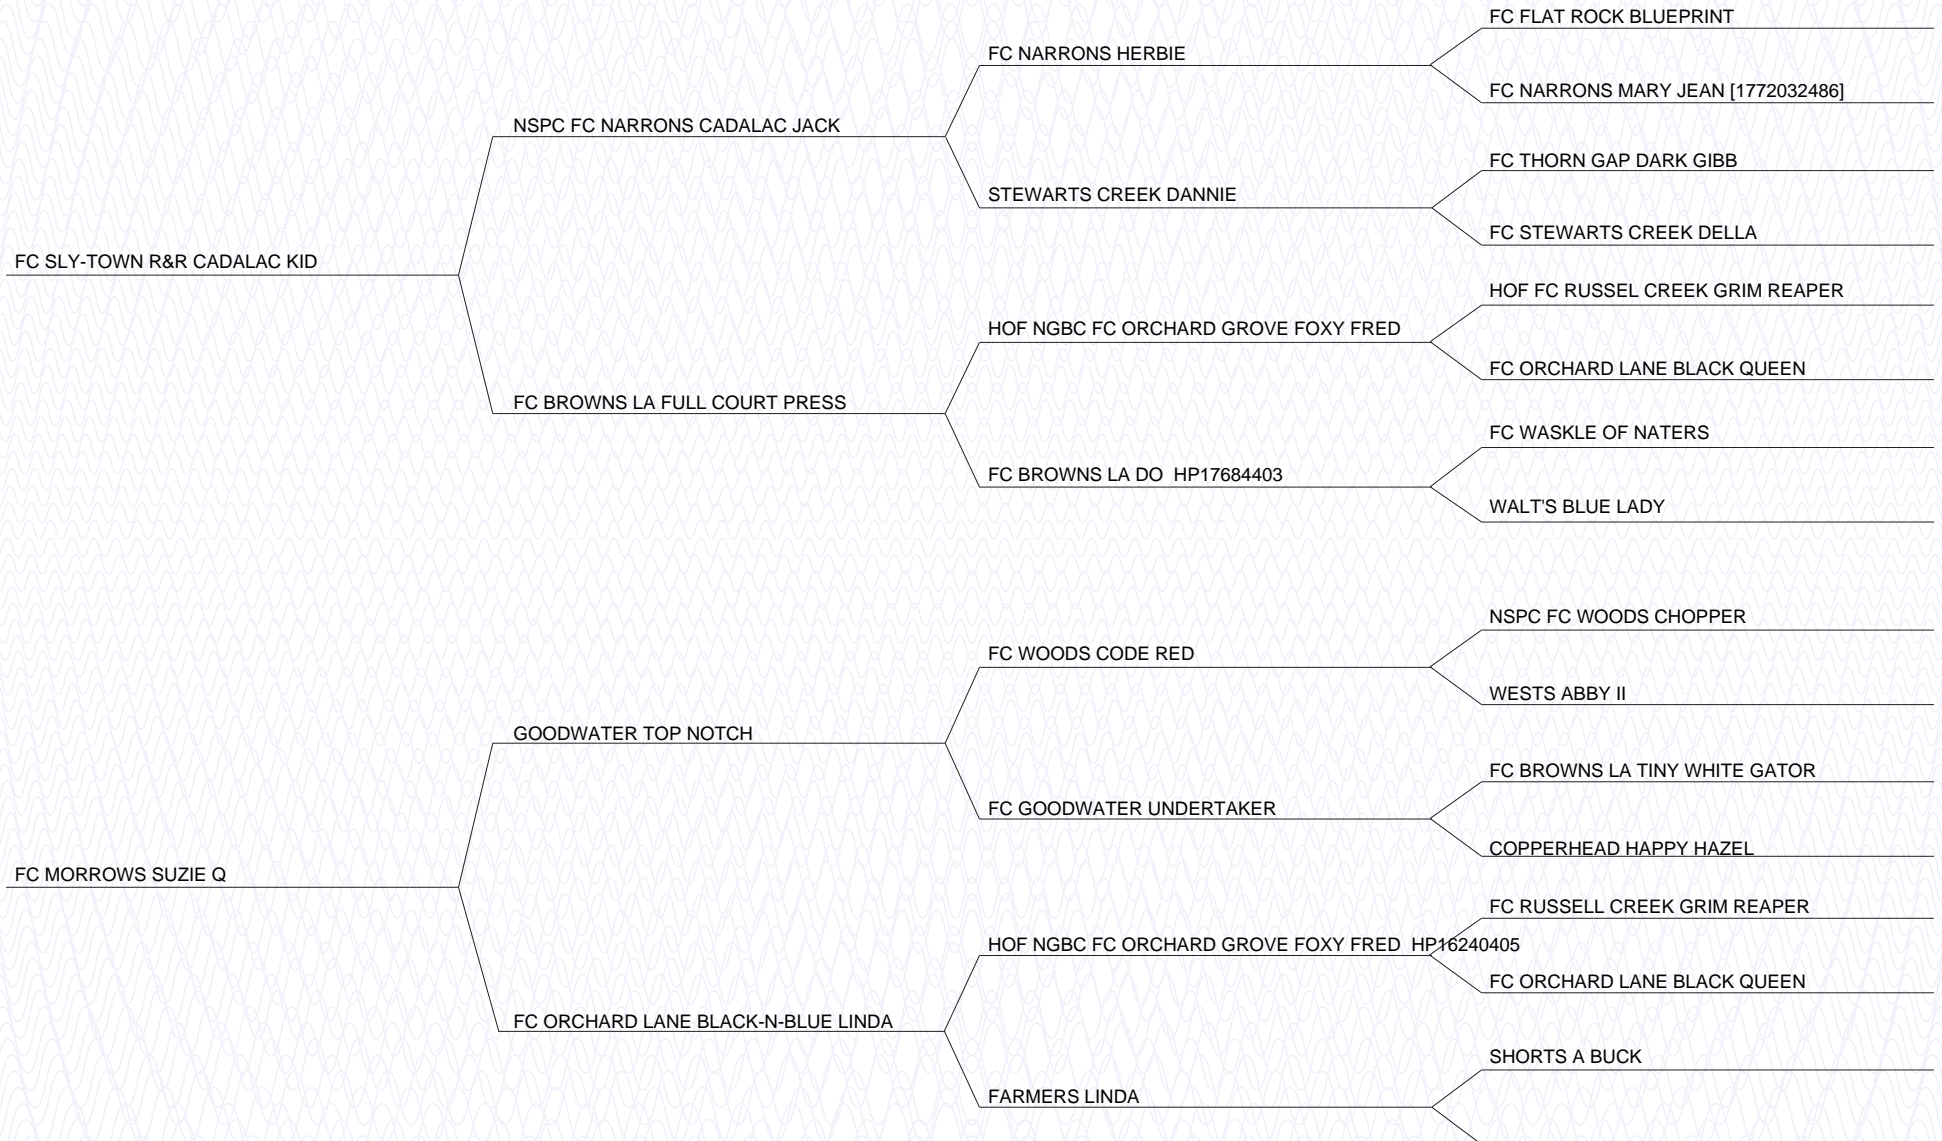 FC FLAT ROCK BLUEPRINT
FC NARRONS HERBIE
FC NARRONS MARY JEAN [1772032486]
NSPC FC NARRONS CADALAC JACK
FC THORN GAP DARK GIBB
STEWARTS CREEK DANNIE
FC STEWARTS CREEK DELLA
FC SLY-TOWN R&R CADALAC KID
HOF FC RUSSEL CREEK GRIM REAPER
HOF NGBC FC ORCHARD GROVE FOXY FRED
FC ORCHARD LANE BLACK QUEEN
FC BROWNS LA FULL COURT PRESS
FC WASKLE OF NATERS
FC BROWNS LA DO  HP17684403
WALT'S BLUE LADY
NSPC FC WOODS CHOPPER
FC WOODS CODE RED
WESTS ABBY II
GOODWATER TOP NOTCH
FC BROWNS LA TINY WHITE GATOR
FC GOODWATER UNDERTAKER
COPPERHEAD HAPPY HAZEL
FC MORROWS SUZIE Q
FC RUSSELL CREEK GRIM REAPER
HOF NGBC FC ORCHARD GROVE FOXY FRED  HP16240405
FC ORCHARD LANE BLACK QUEEN
FC ORCHARD LANE BLACK-N-BLUE LINDA
SHORTS A BUCK
FARMERS LINDA